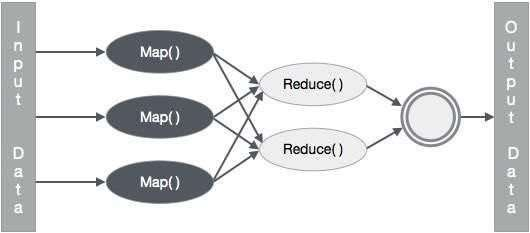 Input Data
Map()
Map()
Map()
Reduce()
Reduce()
Output Data